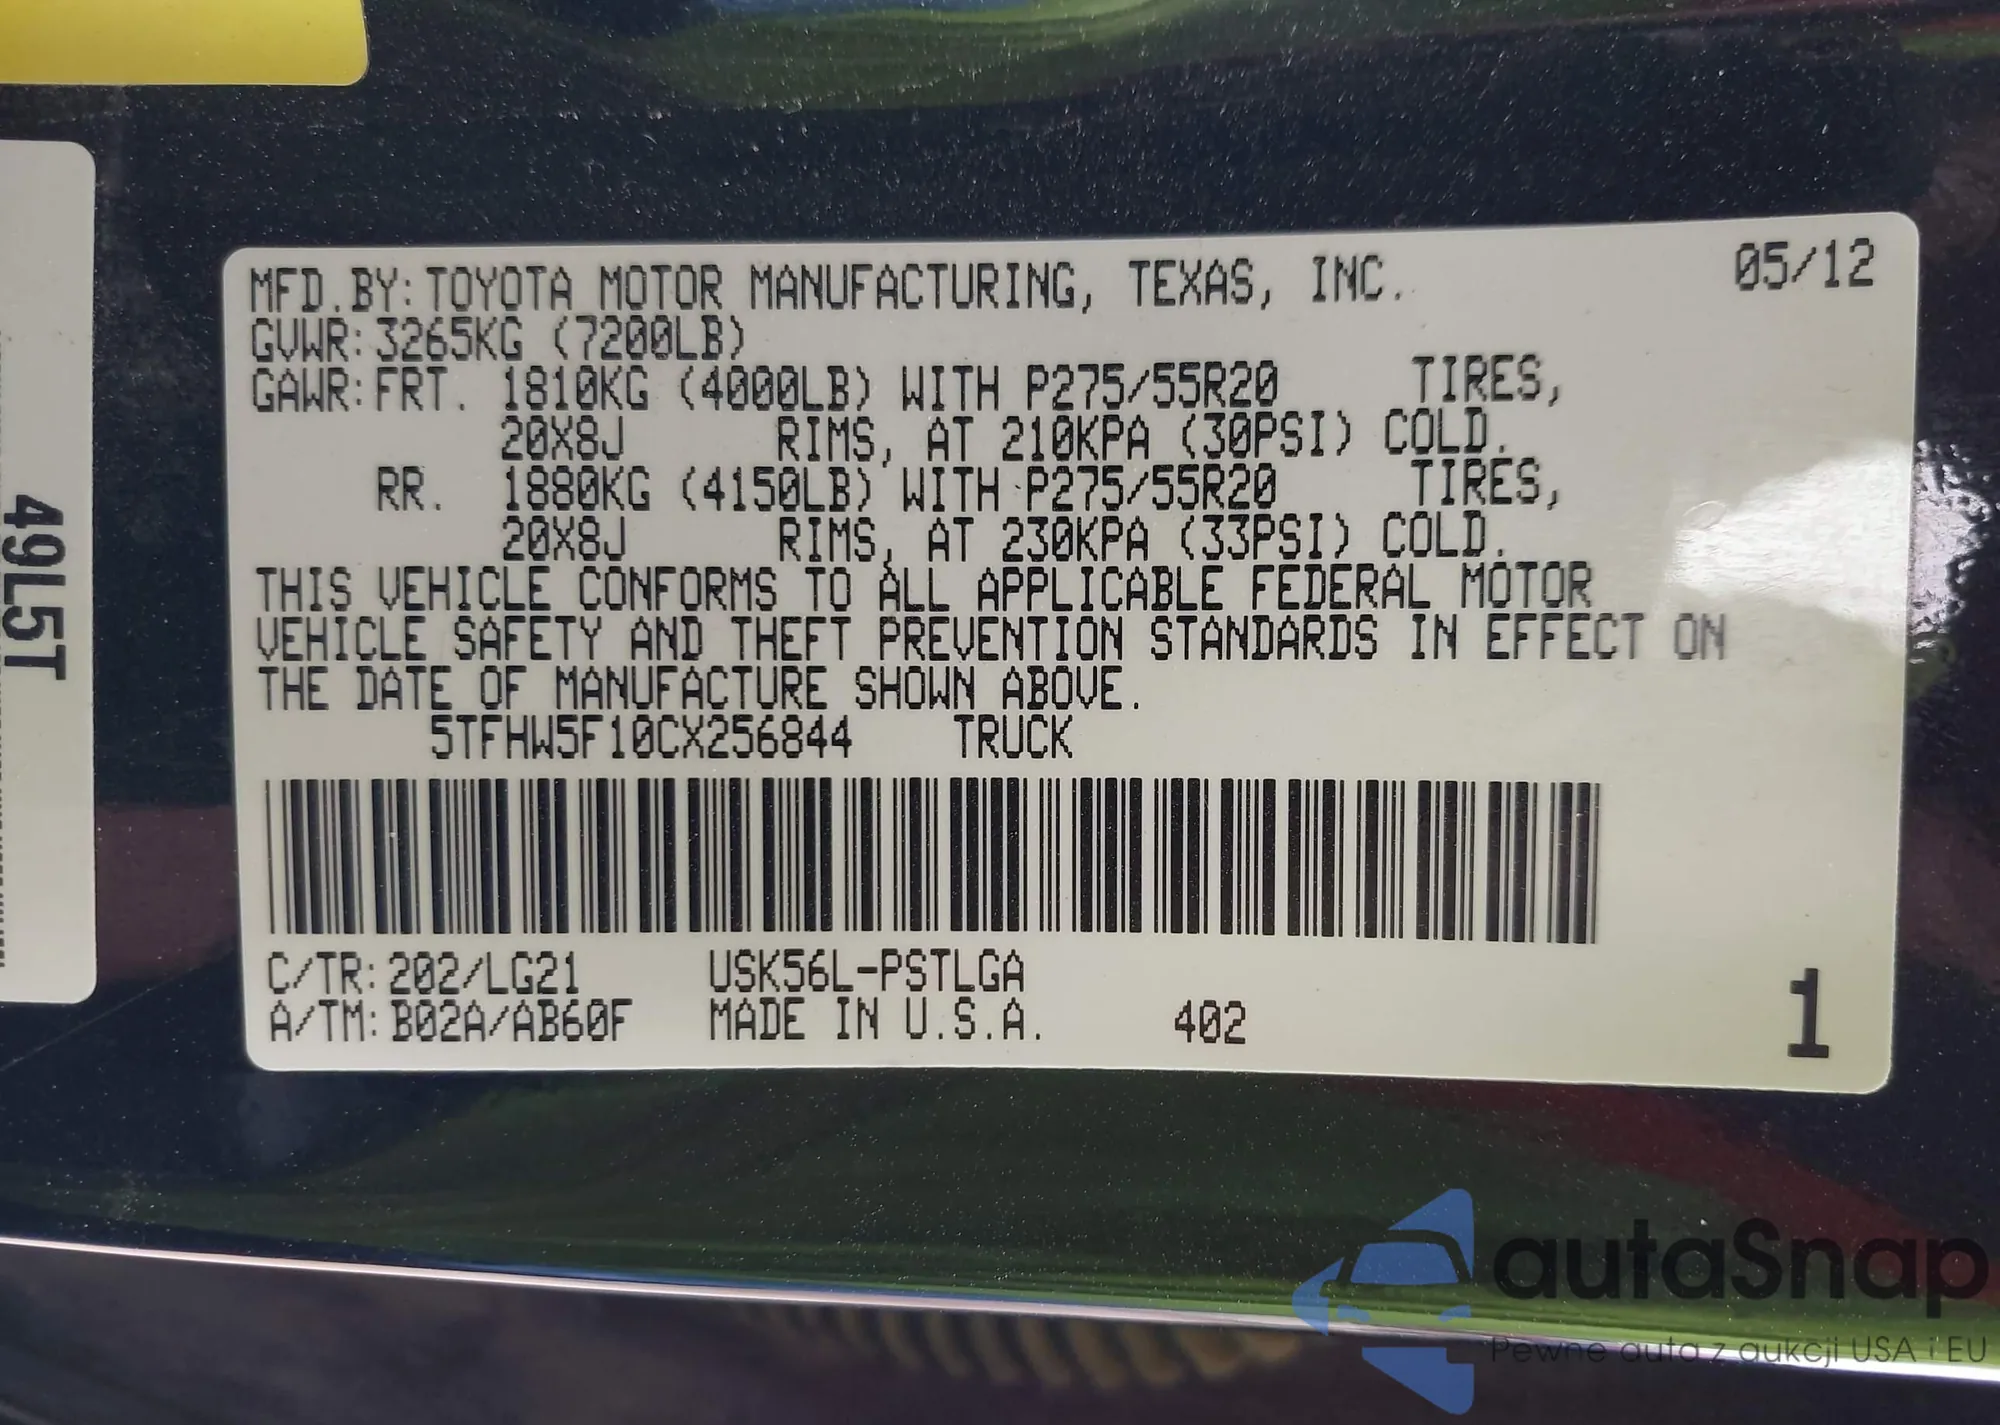 MFD.BY: TOYOTA MOTOR MANUFACTURING, TEXAS, INC. 05/12
GVWR: 3265KG (7200LB)
GAWR: FRT. 1810KG (4000LB) WITH P275/55R20 TIRES,
20X8J RIMS, AT 210KPA (30PSI) COLD.
RR. 1880KG (4150LB) WITH P275/55R20 TIRES,
20X8J RIMS, AT 230KPA (33PSI) COLD.
THIS VEHICLE CONFORMS TO ALL APPLICABLE FEDERAL MOTOR
VEHICLE SAFETY AND THEFT PREVENTION STANDARDS IN EFFECT ON
THE DATE OF MANUFACTURE SHOWN ABOVE.
5TFHW5F10CX256844 TRUCK
C/TR: 202/LG21 USK56L-PSTLGA
A/TM: B02A/AB60F MADE IN U.S.A. 402 1
49L5T
autaSnap
Pewne auta z aukcji USA i EU